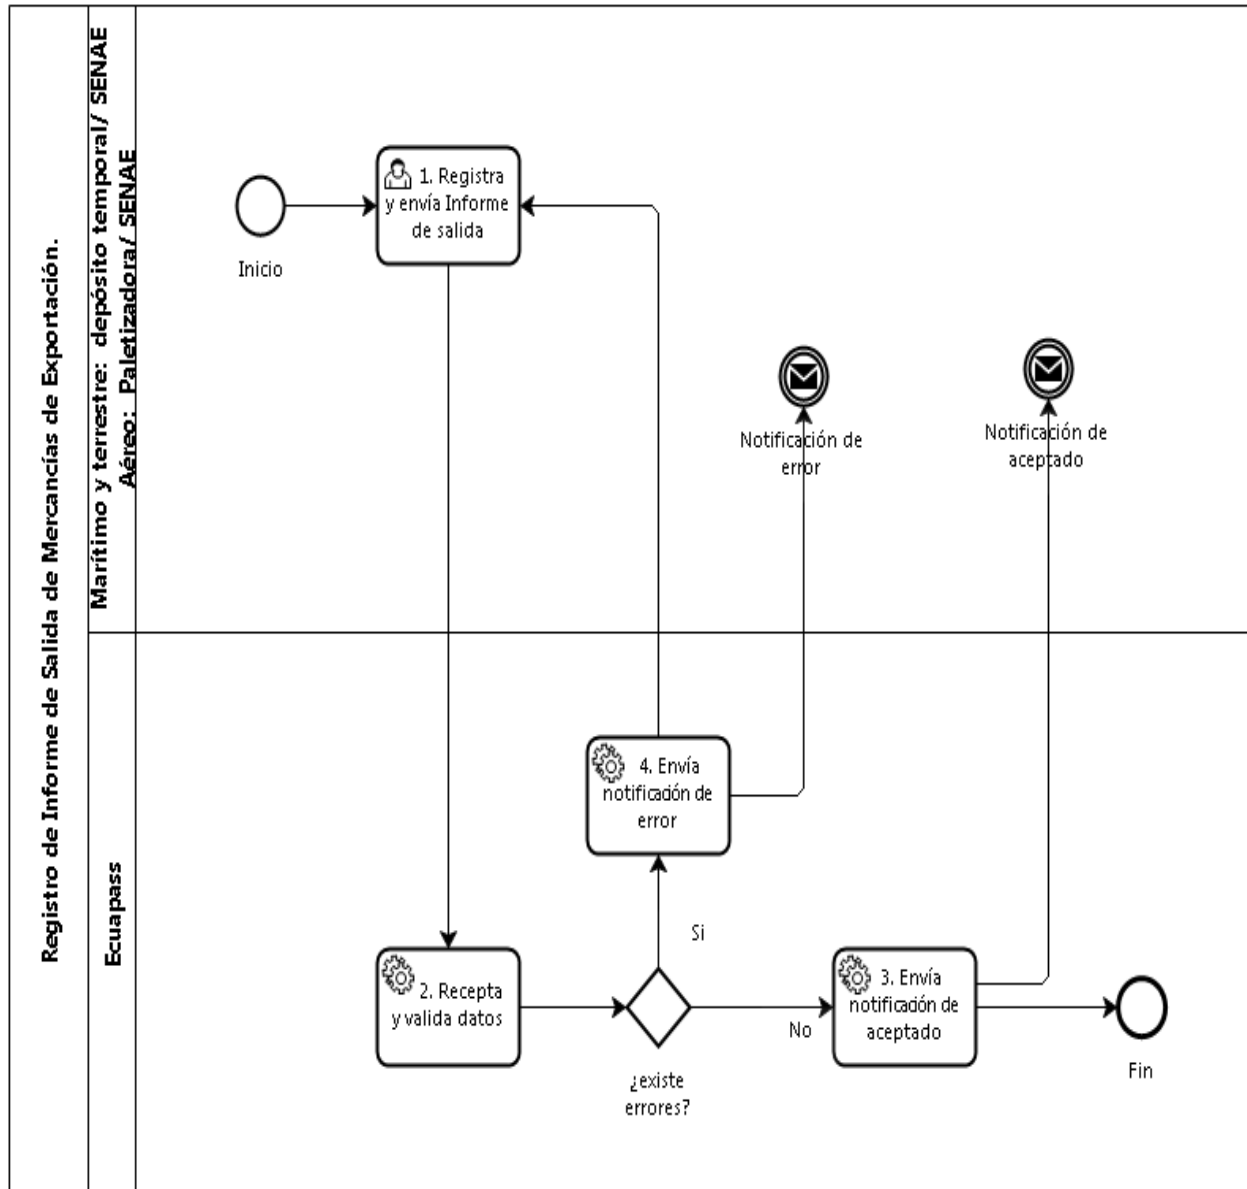 Registro de Informe de Salida de Mercancías de Exportación.
Marítimo y terrestre: depósito temporal/ SENAE
Aéreo: Paletizadora/ SENAE
Inicio
1. Registra
y envía Informe
de salida
Notificación de
error
Notificación de
aceptado
Ecuapass
4. Envía
notificación de
error
Si
2. Recepta
y valida datos
¿existe
errores?
No
3. Envía
notificación de
aceptado
Fin